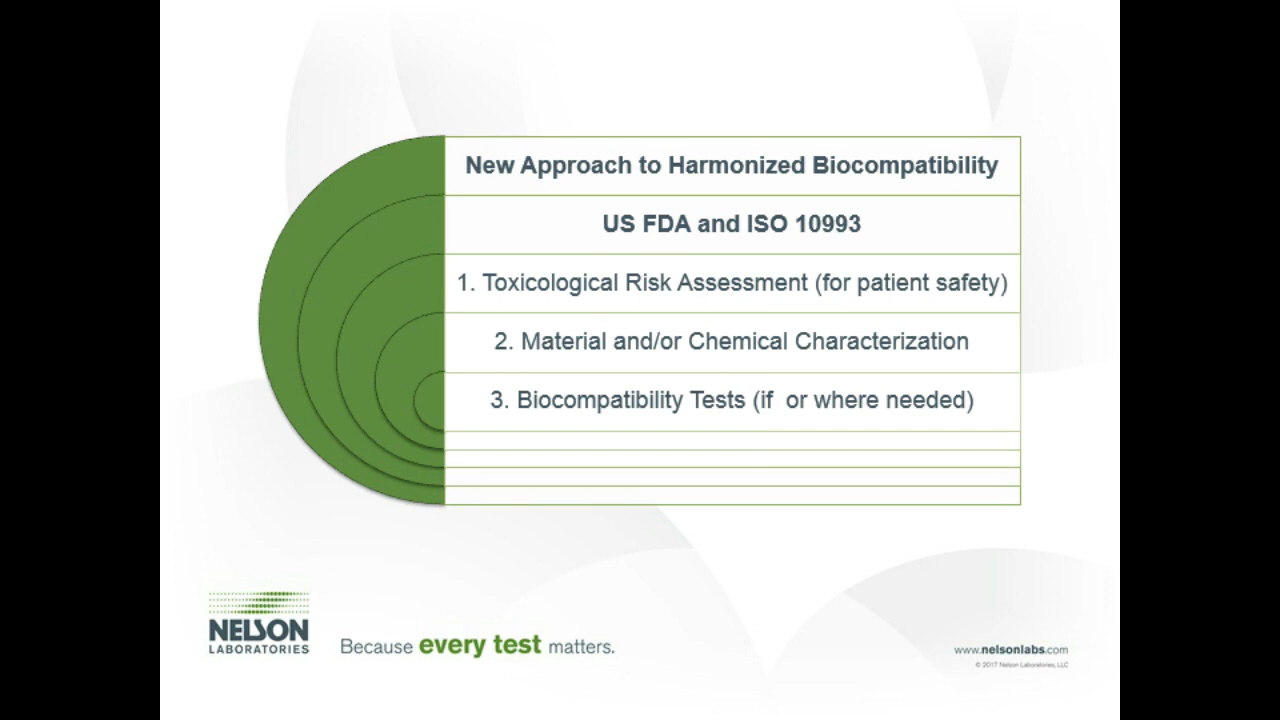 New Approach to Harmonized Biocompatibility
US FDA and ISO 10993
1. Toxicological Risk Assessment (for patient safety)
2. Material and/or Chemical Characterization
3. Biocompatibility Tests (if  or where needed)
NELSON
LABORATORIES
Because every test matters.
www.nelsonlabs.com
© 2017 Nelson Laboratories, LLC